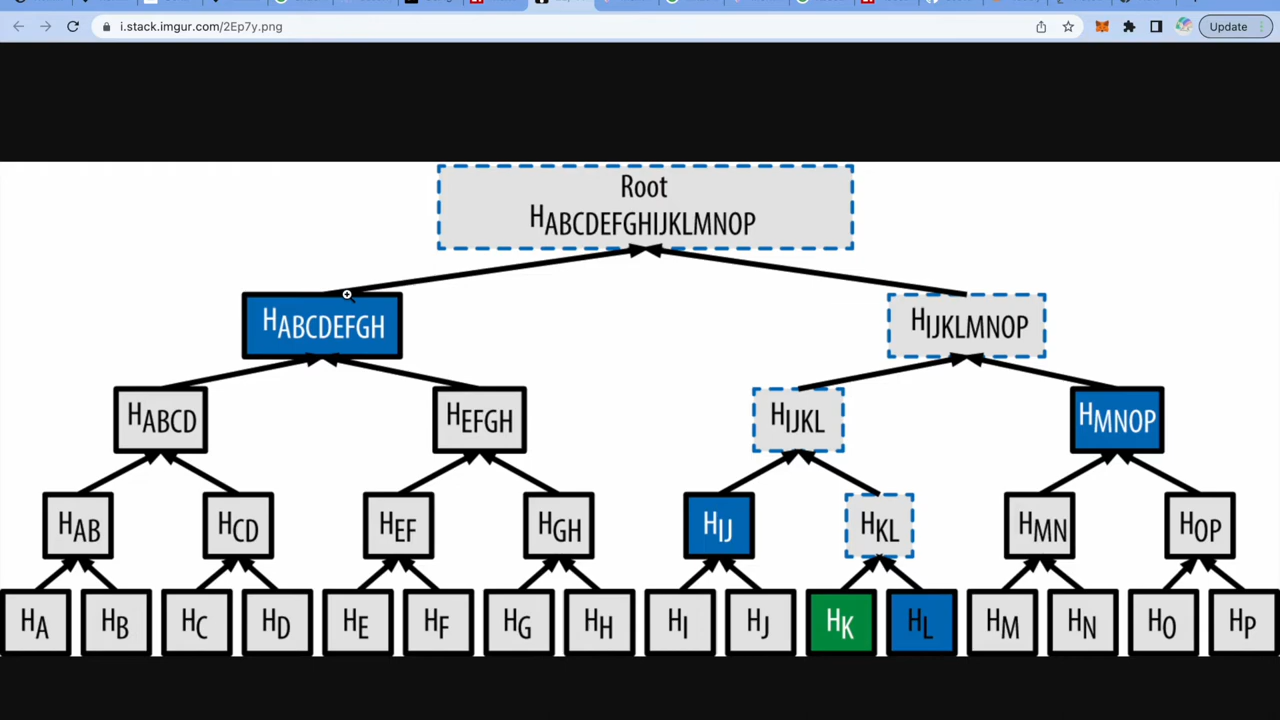 i.stack.imgur.com/2Ep7y.png
Update
Root
HABCDEFGHIJKLMNOP
HABCDEFGH
HIJKLMNOP
HABCD
HEFGH
HIJKL
HMNOP
HAB
HCD
HEF
HGH
HIJ
HKL
HMN
HOP
HA
HB
HC
HD
HE
HF
HG
HH
HI
HJ
HK
HL
HM
HN
HO
HP